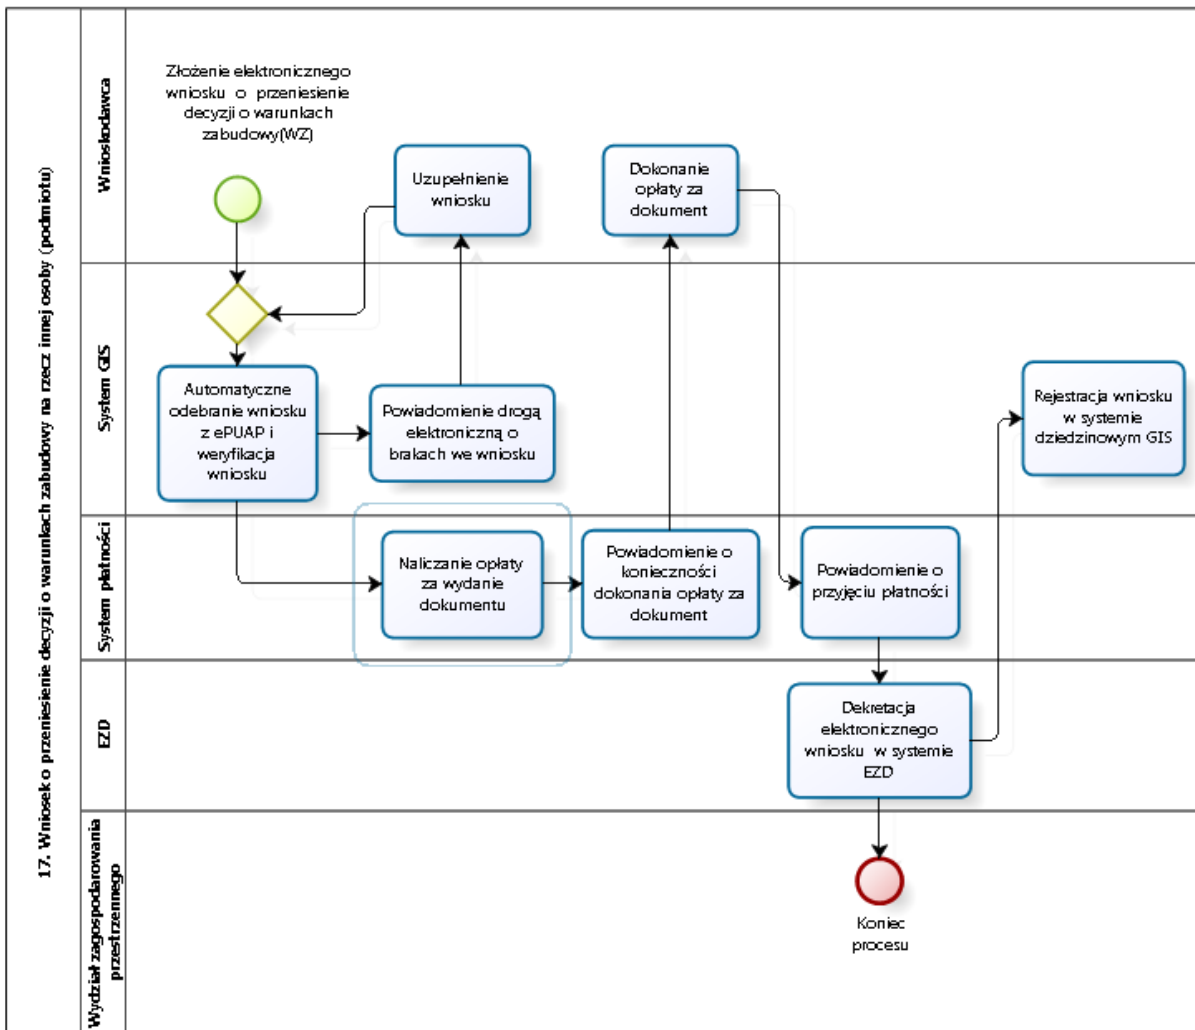 17. Wniosek o przeniesienie decyzji o warunkach zabudowy na rzecz innej osoby (podmiotu)
Wnioskodawca
Złożenie elektronicznego
wniosku o przeniesienie
decyzji o warunkach
zabudowy(WZ)
Uzupełnienie
wniosku
Dokonanie
opłaty za
dokument
System GIS
Automatyczne
odebranie wniosku
z ePUAP i
weryfikacja
wniosku
Powiadomienie drogą
elektroniczną o
brakach we wniosku
Rejestracja wniosku
w systemie
dziedzinowym GIS
System płatności
Naliczanie opłaty
za wydanie
dokumentu
Powiadomienie o
konieczności
dokonania opłaty za
dokument
Powiadomienie o
przyjęciu płatności
EZD
Dekretacja
elektronicznego
wniosku w systemie
EZD
Wydział zagospodarowania
przestrzennego
Koniec
procesu